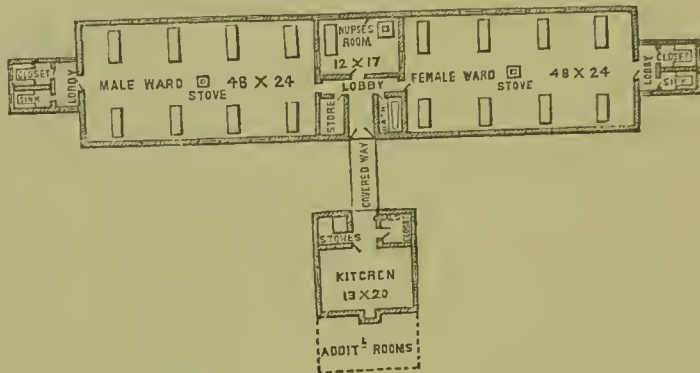 NURSES
ROOM
12 X 17
CLOSET
SINK
LOBBY
MALE WARD
48 X 24
STOVE
LOBBY
STORE
BATH
FEMALE WARD
48 X 24
STOVE
LOBBY
CLOSET
SINK
COVERED WAY
STORES
CLOSET
KITCHEN
13 X 20
ADDITL ROOMS